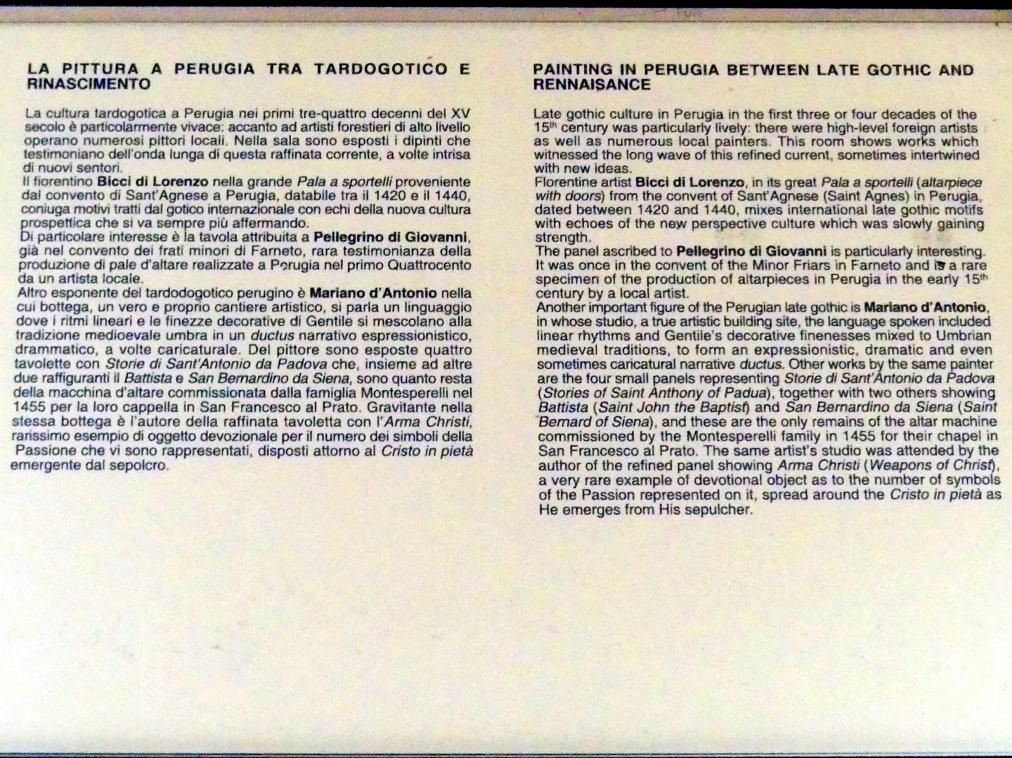 LA PITTURA A PERUGIA TRA TARDOGOTICO E
RINASCIMENTO
La cultura tardogotica a Perugia nei primi tre-quattro decenni del XV
secolo è particolarmente vivace: accanto ad artisti forestieri di alto livello
operano numerosi pittori locali. Nella sala sono esposti i dipinti che
testimoniano dell'onda lunga di questa raffinata corrente, a volte intrisa
di nuovi sentori.
Il fiorentino Bicci di Lorenzo nella grande Pala a sportelli proveniente
dal convento di Sant'Agnese a Perugia, databile tra il 1420 e il 1440,
coniuga motivi tratti dal gotico internazionale con echi della nuova cultura
prospettica che si va sempre più affermando.
Di particolare interesse è la tavola attribuita a Pellegrino di Giovanni,
già nel convento dei frati minori di Farneto, rara testimonianza della
produzione di pale d'altare realizzate a Perugia nel primo Quattrocento
da un artista locale.
Altro esponente del tardodogotico perugino è Mariano d'Antonio nella
cui bottega, un vero e proprio cantiere artistico, si parla un linguaggio
dove i ritmi lineari e le finezze decorative di Gentile si mescolano alla
tradizione medioevale umbra in un ductus narrativo espressionistico,
drammatico, a volte caricaturale. Del pittore sono esposte quattro
tavolette con Storie di Sant'Antonio da Padova che, insieme ad altre
due raffiguranti il Battista e San Bernardino da Siena, sono quanto resta
della macchina d'altare commissionata dalla famiglia Montesperelli nel
1455 per la loro cappella in San Francesco al Prato. Gravitante nella
stessa bottega è l'autore della raffinata tavoletta con l'Arma Christi,
rarissimo esempio di oggetto devozionale per il numero dei simboli della
Passione che vi sono rappresentati, disposti attorno al Cristo in pietà
emergente dal sepolcro.
PAINTING IN PERUGIA BETWEEN LATE GOTHIC AND
RENNAISANCE
Late gothic culture in Perugia in the first three or four decades of the
15th century was particularly lively: there were high-level foreign artists
as well as numerous local painters. This room shows works which
witnessed the long wave of this refined current, sometimes intertwined
with new ideas.
Florentine artist Bicci di Lorenzo, in its great Pala a sportelli (altarpiece
with doors) from the convent of Sant'Agnese (Saint Agnes) in Perugia,
dated between 1420 and 1440, mixes international late gothic motifs
with echoes of the new perspective culture which was slowly gaining
strength.
The panel ascribed to Pellegrino di Giovanni is particularly interesting.
It was once in the convent of the Minor Friars in Farneto and is a rare
specimen of the production of altarpieces in Perugia in the early 15th
century by a local artist.
Another important figure of the Perugian late gothic is Mariano d'Antonio,
in whose studio, a true artistic building site, the language spoken included
linear rhythms and Gentile's decorative finenesses mixed to Umbrian
medieval traditions, to form an expressionistic, dramatic and even
sometimes caricatural narrative ductus. Other works by the same painter
are the four small panels representing Storie di Sant'Antonio da Padova
(Stories of Saint Anthony of Padua), together with two others showing
Battista (Saint John the Baptist) and San Bernardino da Siena (Saint
Bernard of Siena), and these are the only remains of the altar machine
commissioned by the Montesperelli family in 1455 for their chapel in
San Francesco al Prato. The same artist's studio was attended by the
author of the refined panel showing Arma Christi (Weapons of Christ),
a very rare example of devotional object as to the number of symbols
of the Passion represented on it, spread around the Cristo in pietà as
He emerges from His sepulcher.